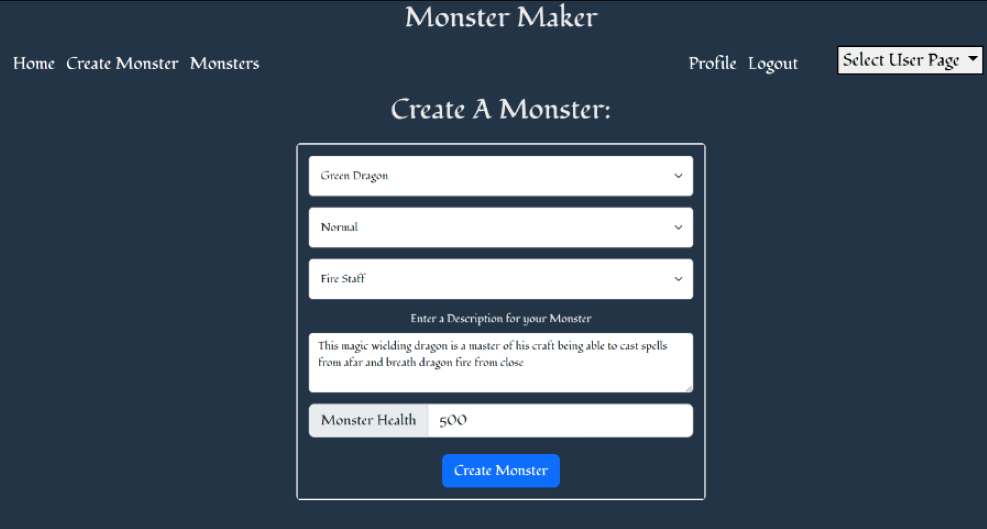 Monster Maker
Home Create Monster Monsters Profile Logout Select User Page
Create A Monster:
Green Dragon
Normal
Fire Staff
Enter a Description for your Monster
This magic wielding dragon is a master of his craft being able to cast spells
from afar and breath dragon fire from close
Monster Health 500
Create Monster